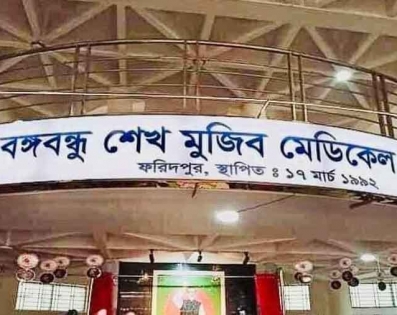 বঙ্গবন্ধু শেখ মুজিব মেডিকেল
ফরিদপুর, স্থাপিত ঃ ১৭ মার্চ ১৯৯২